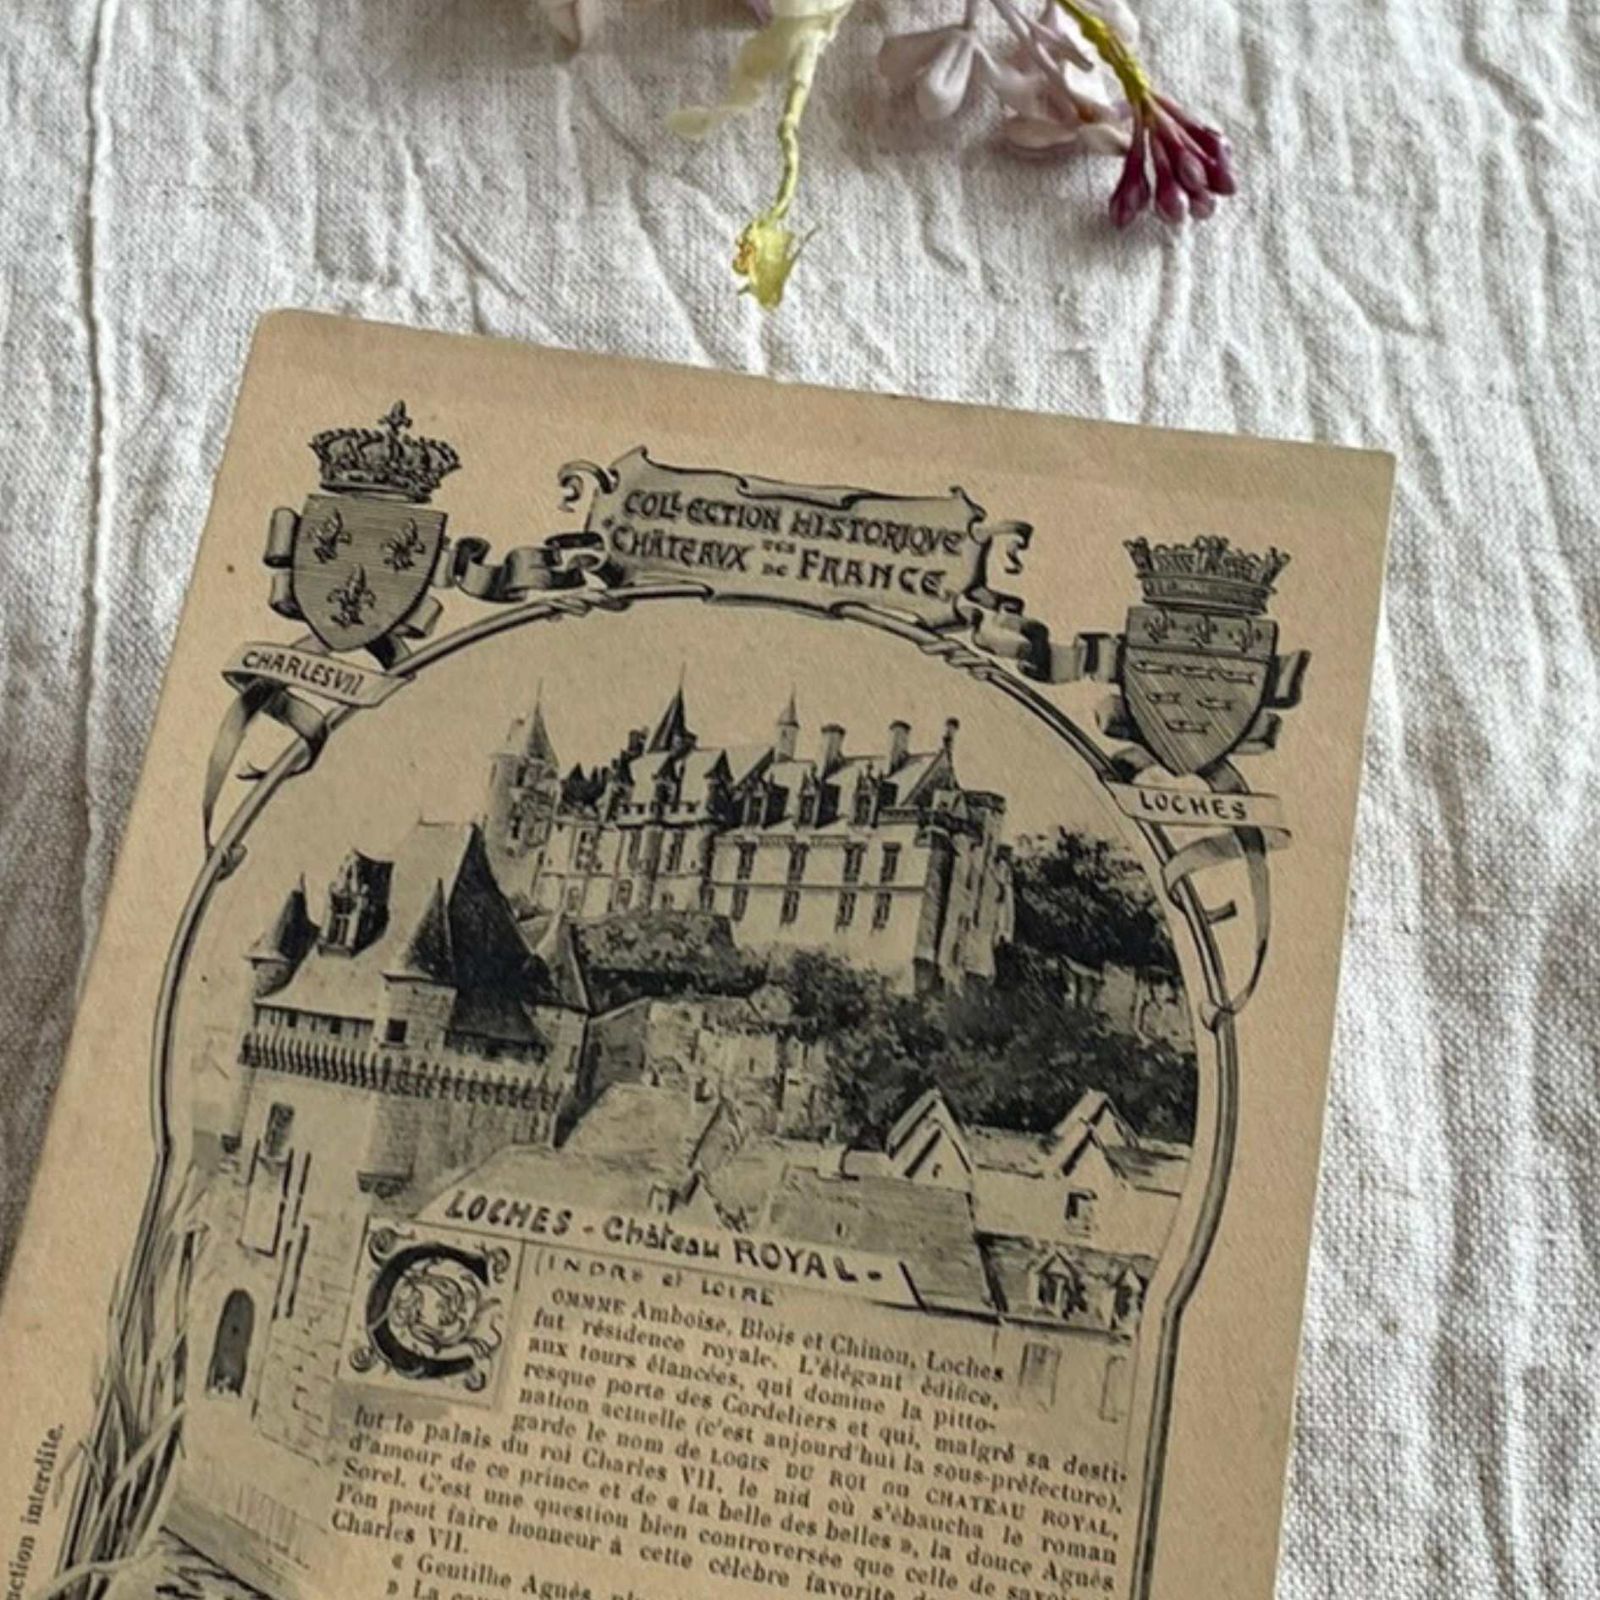 COLLECTION HISTORIQUE
DES
CHÂTEAUX DE FRANCE
CHARLES VII
LOCHES
LOCHES - Château ROYAL -
(INDRE et LOIRE
COMME Amboise, Blois et Chinon, Loches
fut résidence royale. L'élégant édifice,
aux tours élancées, qui domine la pitto-
resque porte des Cordeliers et qui, malgré sa desti-
nation actuelle (c'est aujourd'hui la sous-préfecture),
garde le nom de LOGIS DU ROI ou CHATEAU ROYAL,
fut le palais du roi Charles VII, le nid où s'ébaucha le roman
d'amour de ce prince et de « la belle des belles », la douce Agnès
Sorel. C'est une question bien controversée que celle de
l'on peut faire honneur à cette célèbre favorite
Charles VII.
« Gentille Agnès
» La
interdite.